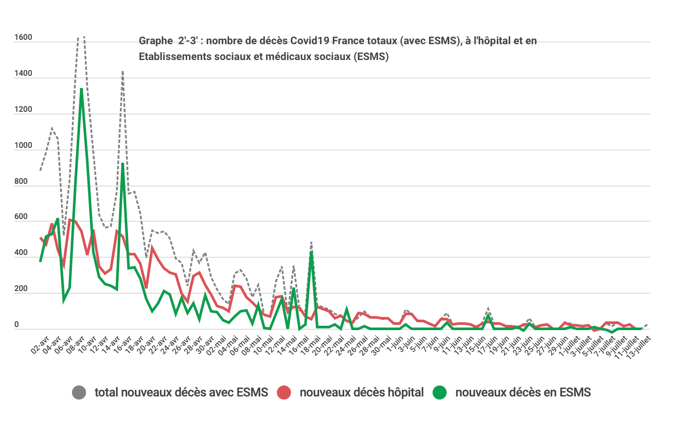 Graphe 2'-3' : nombre de décès Covid19 France totaux (avec ESMS), à l'hôpital et en
Etablissements sociaux et médicaux sociaux (ESMS)
1600
1400
1200
1000
800
600
400
200
0
02-avr
04-avr
06-avr
08-avr
10-avr
12-avr
14-avr
16-avr
18-avr
20-avr
22-avr
24-avr
26-avr
28-avr
30-avr
02-mai
04-mai
06-mai
08-mai
10-mai
12-mai
14-mai
16-mai
18-mai
20-mai
22-mai
24-mai
26-mai
28-mai
30-mai
1-juin
3-juin
5-juin
7-juin
9-juin
11-juin
13-juin
15-juin
17-juin
19-juin
21-juin
23-juin
25-juin
27-juin
29-juin
1-juillet
3-juillet
5-juillet
7-juillet
9-juillet
11-juillet
13-juillet
total nouveaux décès avec ESMS
nouveaux décès hôpital
nouveaux décès en ESMS